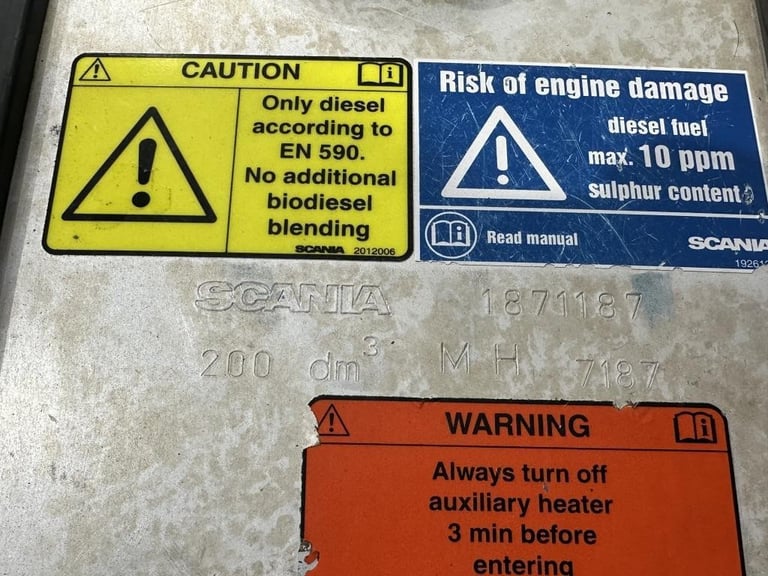 CAUTION
Only diesel
according to
EN 590.
No additional
biodiesel
blending
SCANIA 2012006
Risk of engine damage
diesel fuel
max. 10 ppm
sulphur content
Read manual
SCANIA
19261
SCANIA 1871187
200 dm³ M H 7187
WARNING
Always turn off
auxiliary heater
3 min before
entering